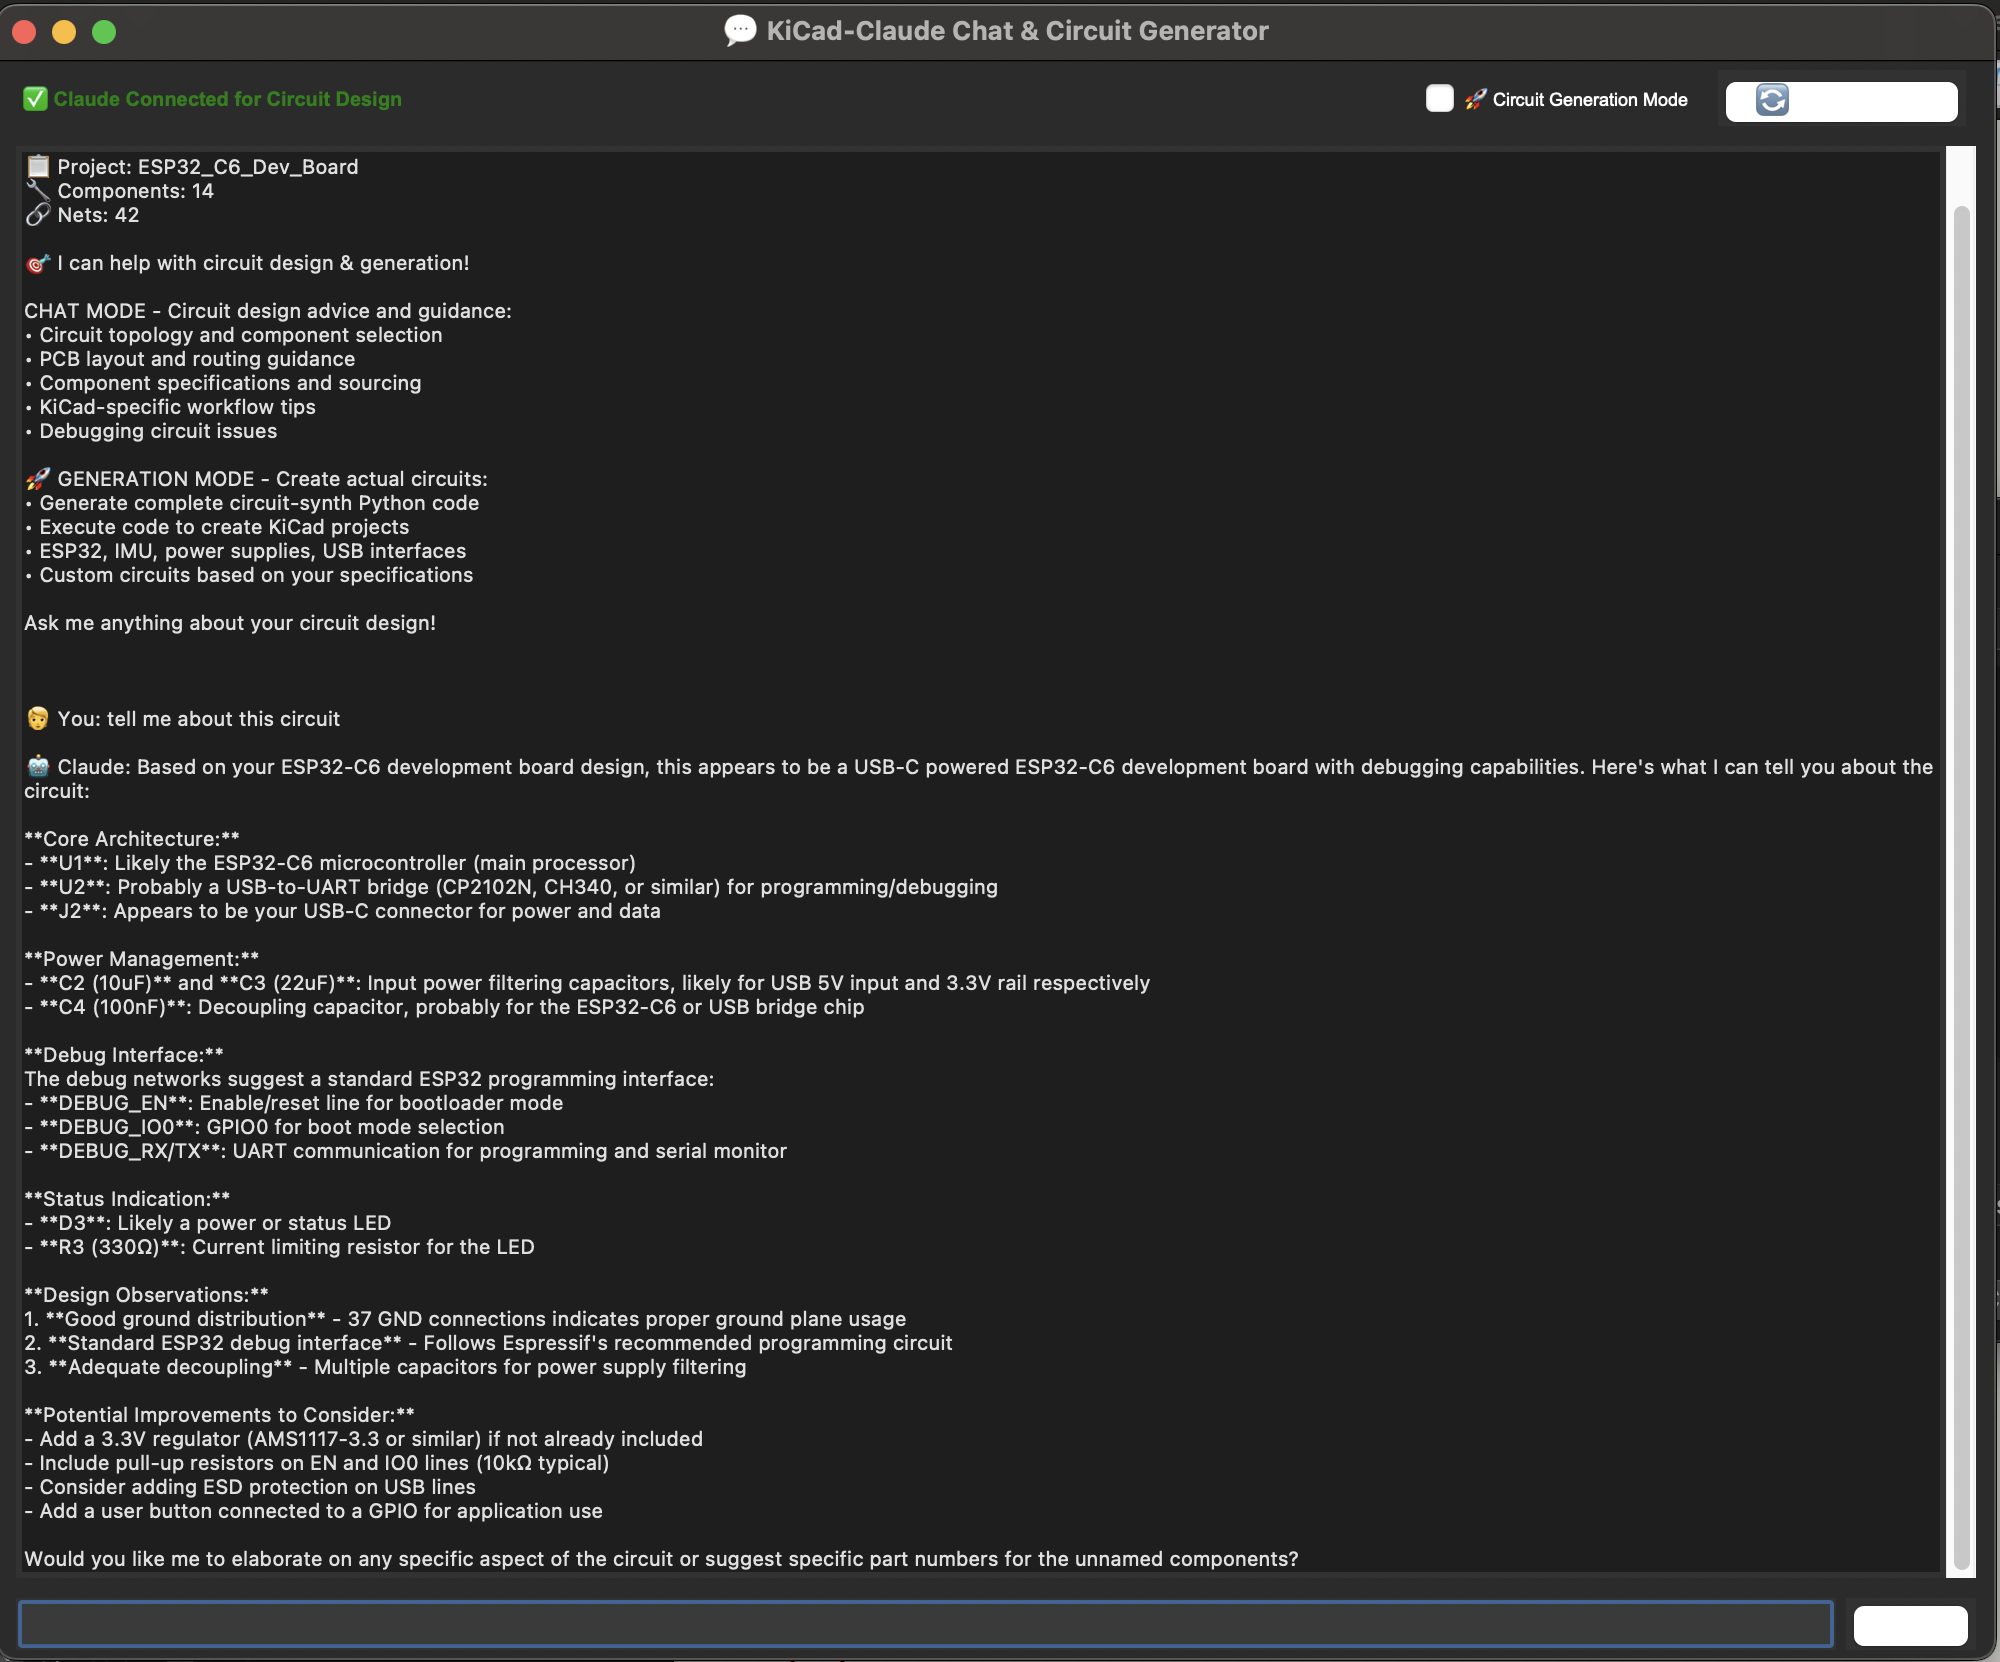 💬 KiCad-Claude Chat & Circuit Generator
✅ Claude Connected for Circuit Design
🚀 Circuit Generation Mode
🔄
📋 Project: ESP32_C6_Dev_Board
🔧 Components: 14
🔗 Nets: 42
🎯 I can help with circuit design & generation!
CHAT MODE - Circuit design advice and guidance:
• Circuit topology and component selection
• PCB layout and routing guidance
• Component specifications and sourcing
• KiCad-specific workflow tips
• Debugging circuit issues
🚀 GENERATION MODE - Create actual circuits:
• Generate complete circuit-synth Python code
• Execute code to create KiCad projects
• ESP32, IMU, power supplies, USB interfaces
• Custom circuits based on your specifications
Ask me anything about your circuit design!
🧑 You: tell me about this circuit
🤖 Claude: Based on your ESP32-C6 development board design, this appears to be a USB-C powered ESP32-C6 development board with debugging capabilities. Here's what I can tell you about the
circuit:
**Core Architecture:**
- **U1**: Likely the ESP32-C6 microcontroller (main processor)
- **U2**: Probably a USB-to-UART bridge (CP2102N, CH340, or similar) for programming/debugging
- **J2**: Appears to be your USB-C connector for power and data
**Power Management:**
- **C2 (10uF)** and **C3 (22uF)**: Input power filtering capacitors, likely for USB 5V input and 3.3V rail respectively
- **C4 (100nF)**: Decoupling capacitor, probably for the ESP32-C6 or USB bridge chip
**Debug Interface:**
The debug networks suggest a standard ESP32 programming interface:
- **DEBUG_EN**: Enable/reset line for bootloader mode
- **DEBUG_IO0**: GPIO0 for boot mode selection
- **DEBUG_RX/TX**: UART communication for programming and serial monitor
**Status Indication:**
- **D3**: Likely a power or status LED
- **R3 (330Ω)**: Current limiting resistor for the LED
**Design Observations:**
1. **Good ground distribution** - 37 GND connections indicates proper ground plane usage
2. **Standard ESP32 debug interface** - Follows Espressif's recommended programming circuit
3. **Adequate decoupling** - Multiple capacitors for power supply filtering
**Potential Improvements to Consider:**
- Add a 3.3V regulator (AMS1117-3.3 or similar) if not already included
- Include pull-up resistors on EN and IO0 lines (10kΩ typical)
- Consider adding ESD protection on USB lines
- Add a user button connected to a GPIO for application use
Would you like me to elaborate on any specific aspect of the circuit or suggest specific part numbers for the unnamed components?